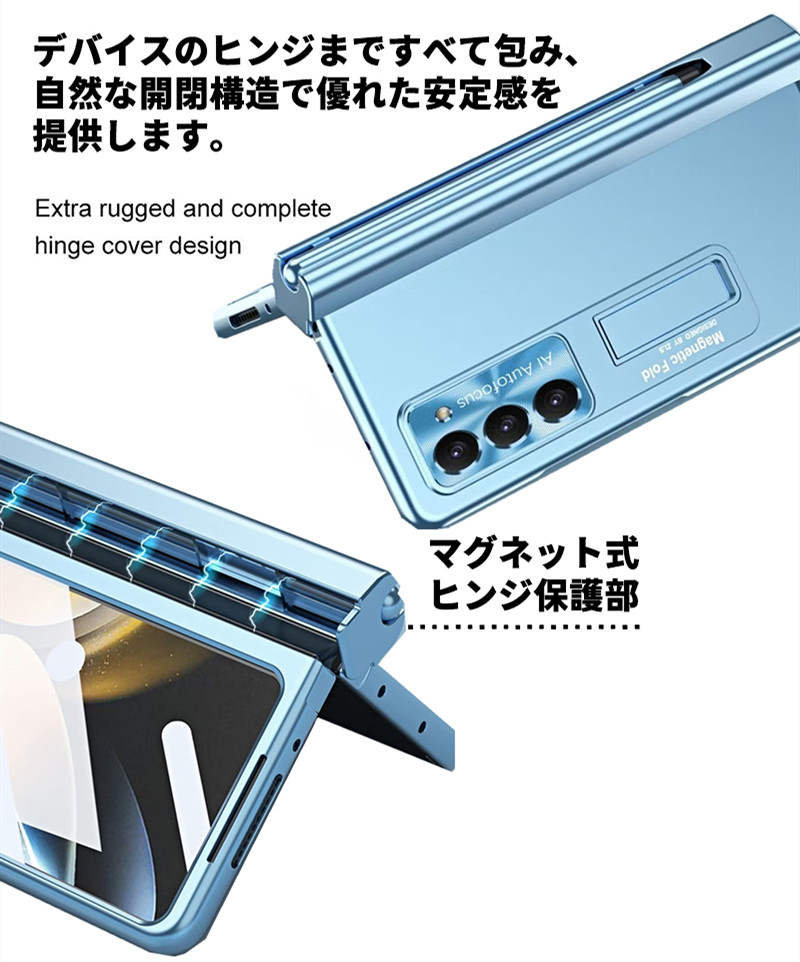 デバイスのヒンジまですべて包み、
自然な開閉構造で優れた安定感を
提供します。
Extra rugged and complete
hinge cover design
Magnetic Fold
DESIGNED BY ZLS
AI Autofocus
マグネット式
ヒンジ保護部